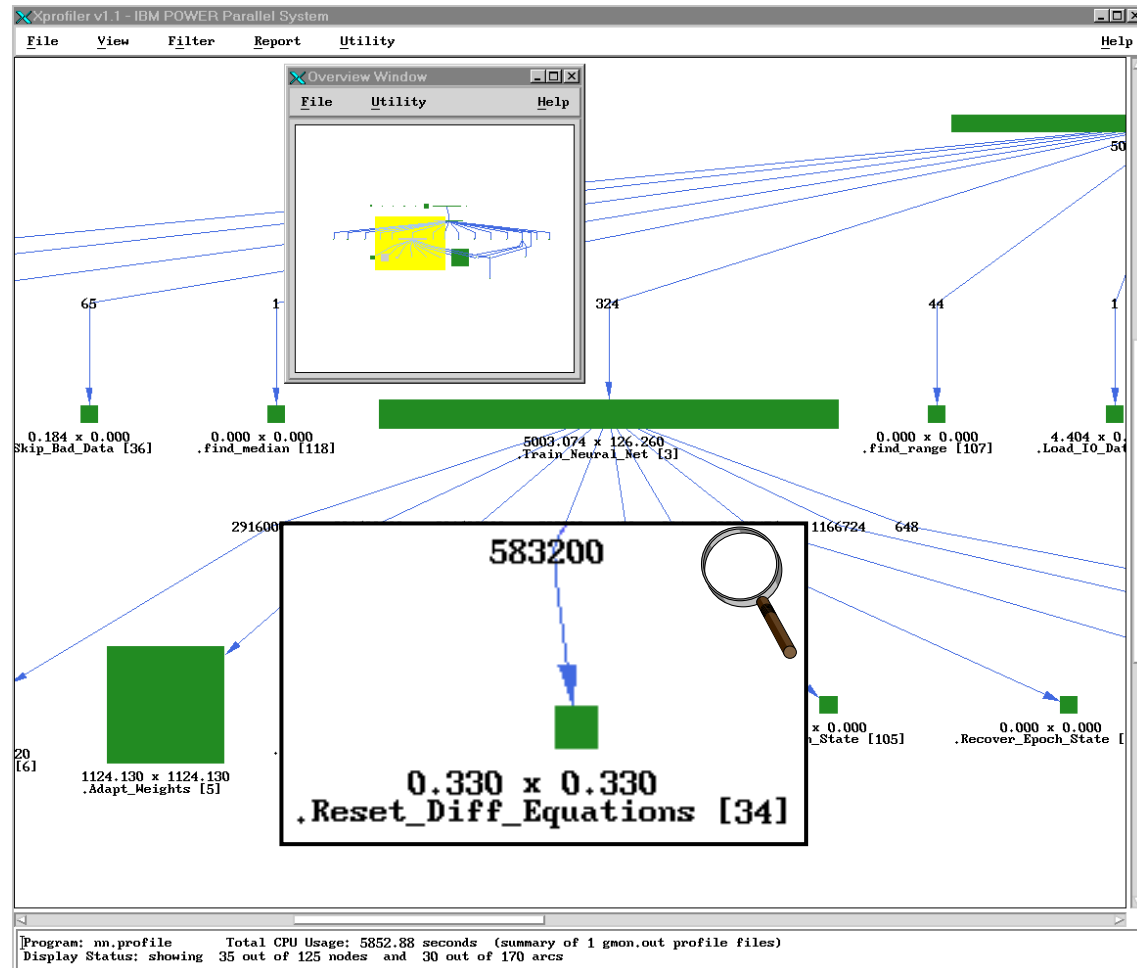 Xprofiler v1.1 - IBM POWER Parallel System
File View Filter Report Utility Help
Overview Window
File Utility Help
50
65 1 324 44 1
0.184 x 0.000
Skip_Bad_Data [36]
0.000 x 0.000
.find_median [118]
5003.074 x 126.260
.Train_Neural_Net [3]
0.000 x 0.000
.find_range [107]
4.404 x 0.
.Load_IO_Dat
291600 1166724 648
583200
0.330 x 0.330
.Reset_Diff_Equations [34]
20
[6]
1124.130 x 1124.130
.Adapt_Weights [5]
x 0.000
_State [105]
0.000 x 0.000
.Recover_Epoch_State [
Program: nn.profile Total CPU Usage: 5852.88 seconds (summary of 1 gmon.out profile files)
Display Status: showing 35 out of 125 nodes and 30 out of 170 arcs